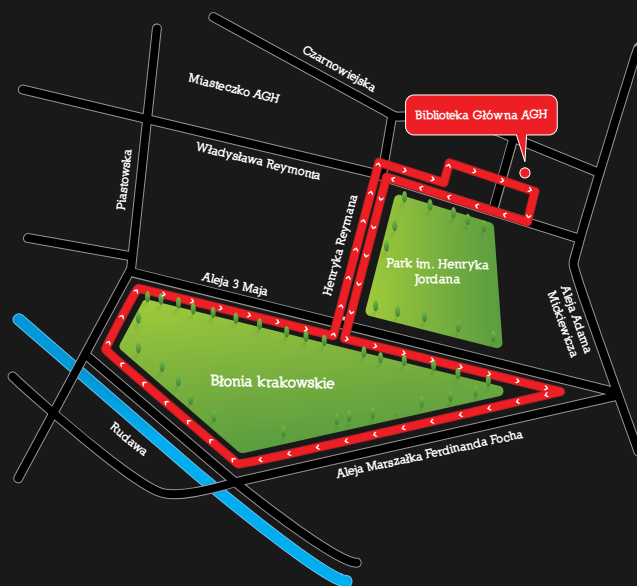 Czarnowiejska
Miasteczko AGH
Biblioteka Główna AGH
Władysława Reymonta
Piastowska
Henryka Reymana
Park im. Henryka
Jordana
Aleja 3 Maja
Aleja Adama
Mickiewicza
Błonia krakowskie
Rudawa
Aleja Marszałka Ferdinanda Focha